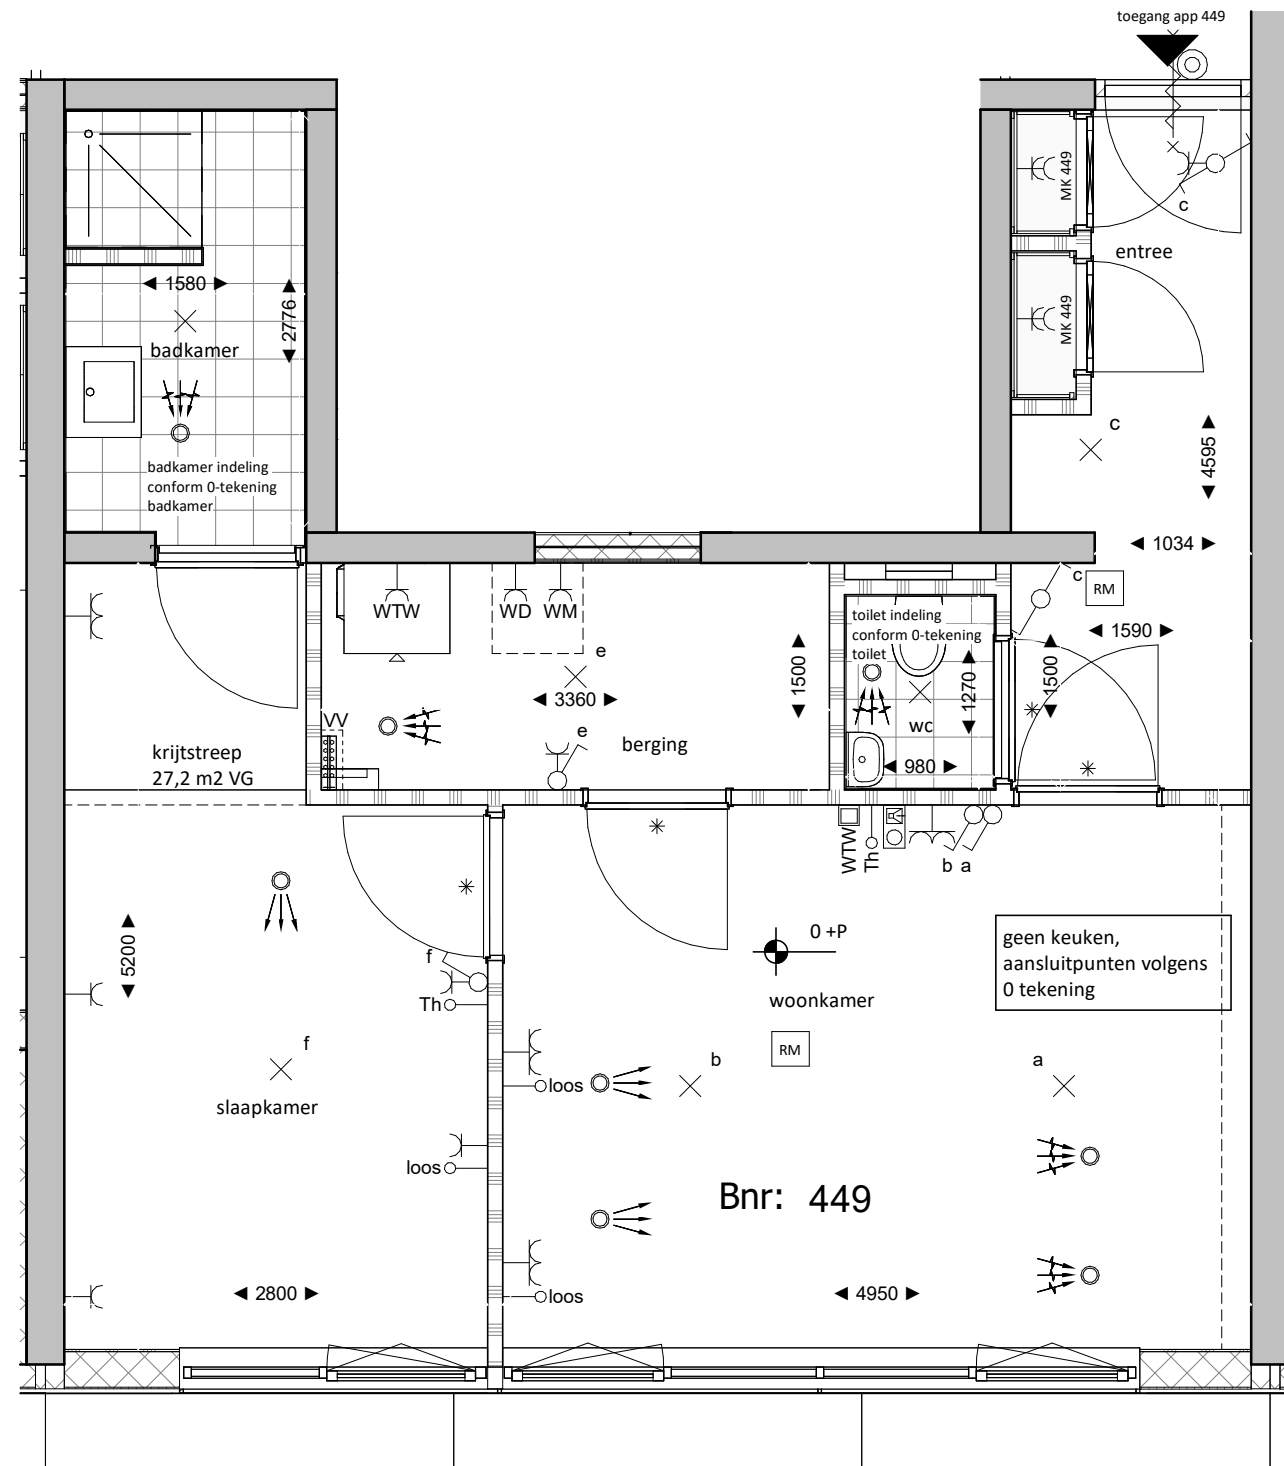 toegang app 449
MK 449
c
entree
MK 449
1580
2776
badkamer
badkamer indeling
conform 0-tekening
badkamer
c
4595
1034
c
RM
1590
WTW
WD
WM
toilet indeling
conform 0-tekening
toilet
e
3360
1500
1270
1500
wc
980
VV
e
berging
krijtstreep
27,2 m2 VG
WTW
Th
b
a
5200
0 +P
geen keuken,
aansluitpunten volgens
0 tekening
f
Th
woonkamer
RM
f
b
a
loos
slaapkamer
loos
Bnr: 449
2800
loos
4950